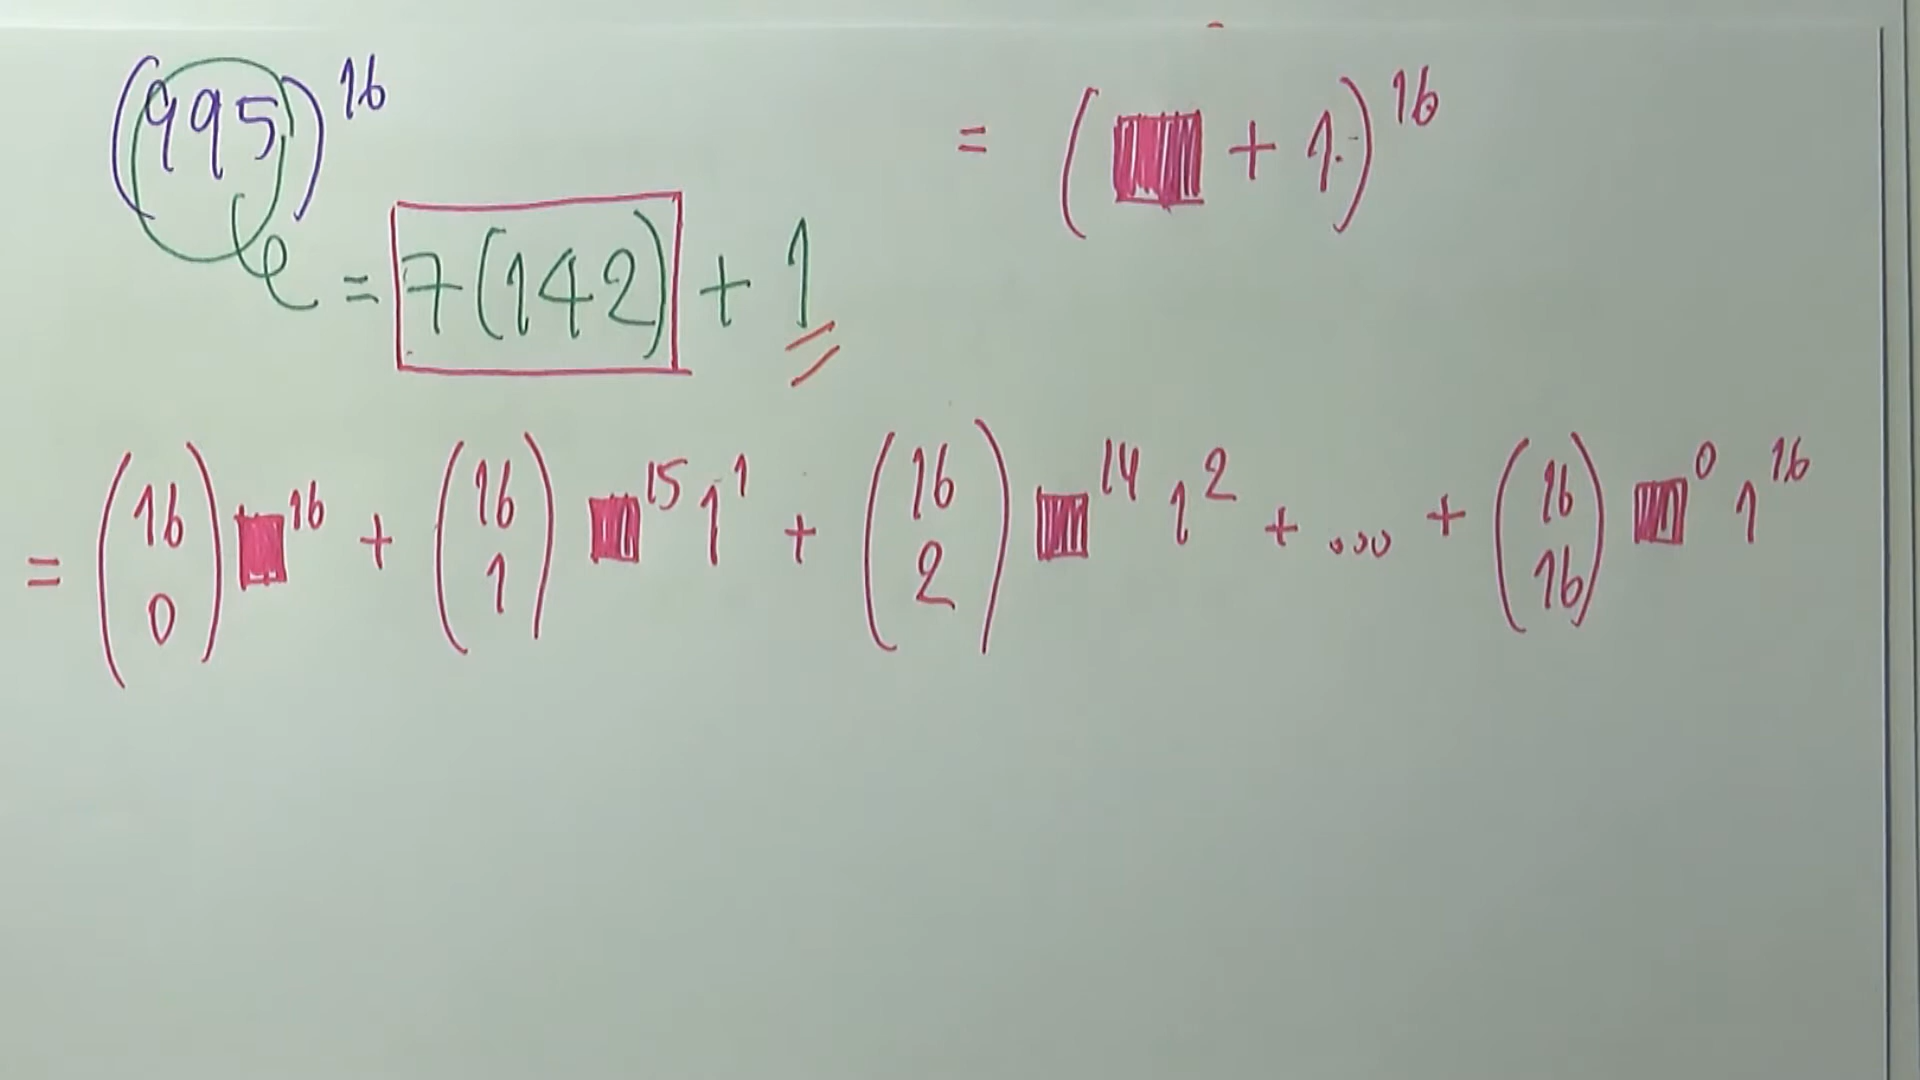 (995)^16 = (■ + 1)^16
= 7(142) + 1
= (16 0) ■^16 + (16 1) ■^15 1^1 + (16 2) ■^14 1^2 + ... + (16 16) ■^0 1^16